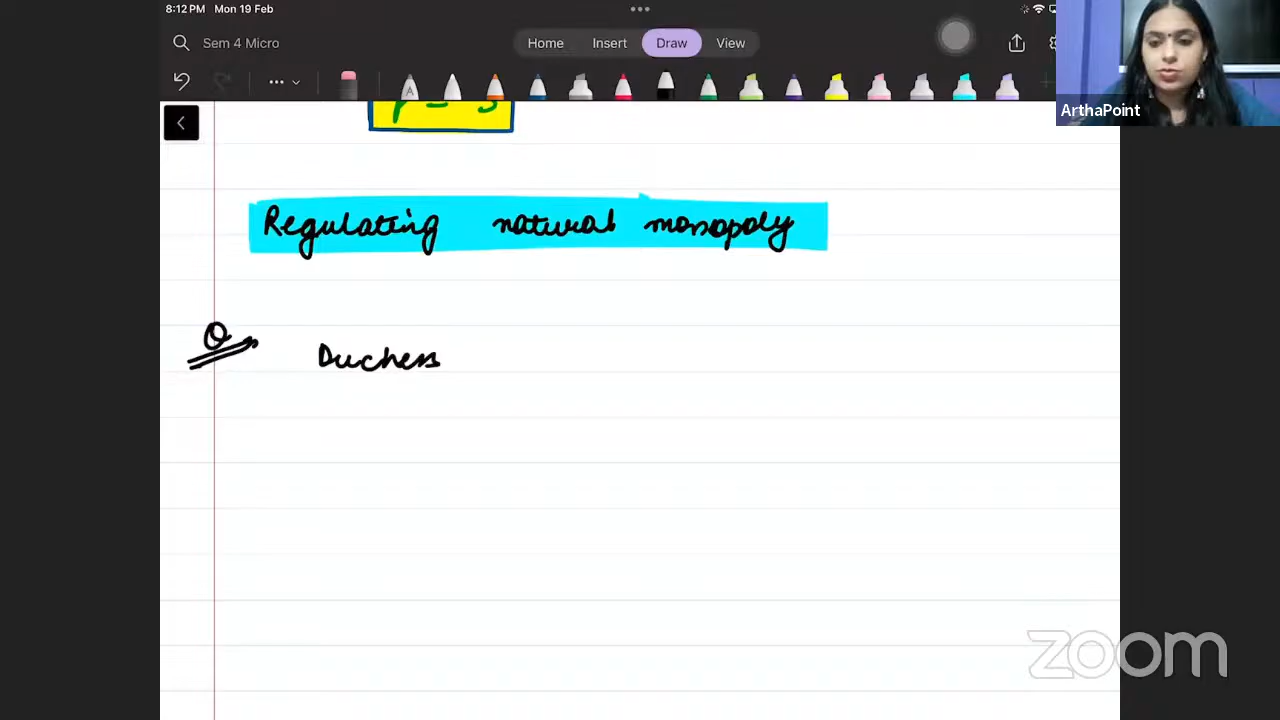 8:12 PM Mon 19 Feb
Sem 4 Micro
Home Insert Draw View
ArthaPoint
Regulating natural monopoly
Q
Duchess
zoom